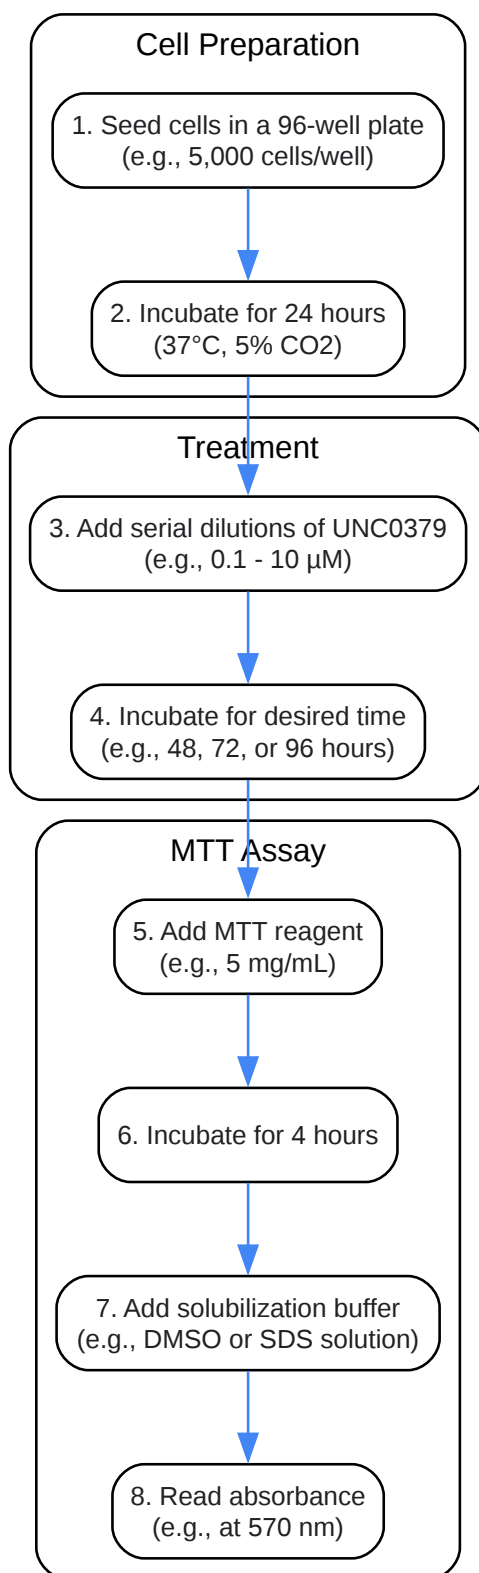 Cell Preparation
1. Seed cells in a 96-well plate
(e.g., 5,000 cells/well)
2. Incubate for 24 hours
(37°C, 5% CO2)
Treatment
3. Add serial dilutions of UNC0379
(e.g., 0.1 - 10 µM)
4. Incubate for desired time
(e.g., 48, 72, or 96 hours)
MTT Assay
5. Add MTT reagent
(e.g., 5 mg/mL)
6. Incubate for 4 hours
7. Add solubilization buffer
(e.g., DMSO or SDS solution)
8. Read absorbance
(e.g., at 570 nm)